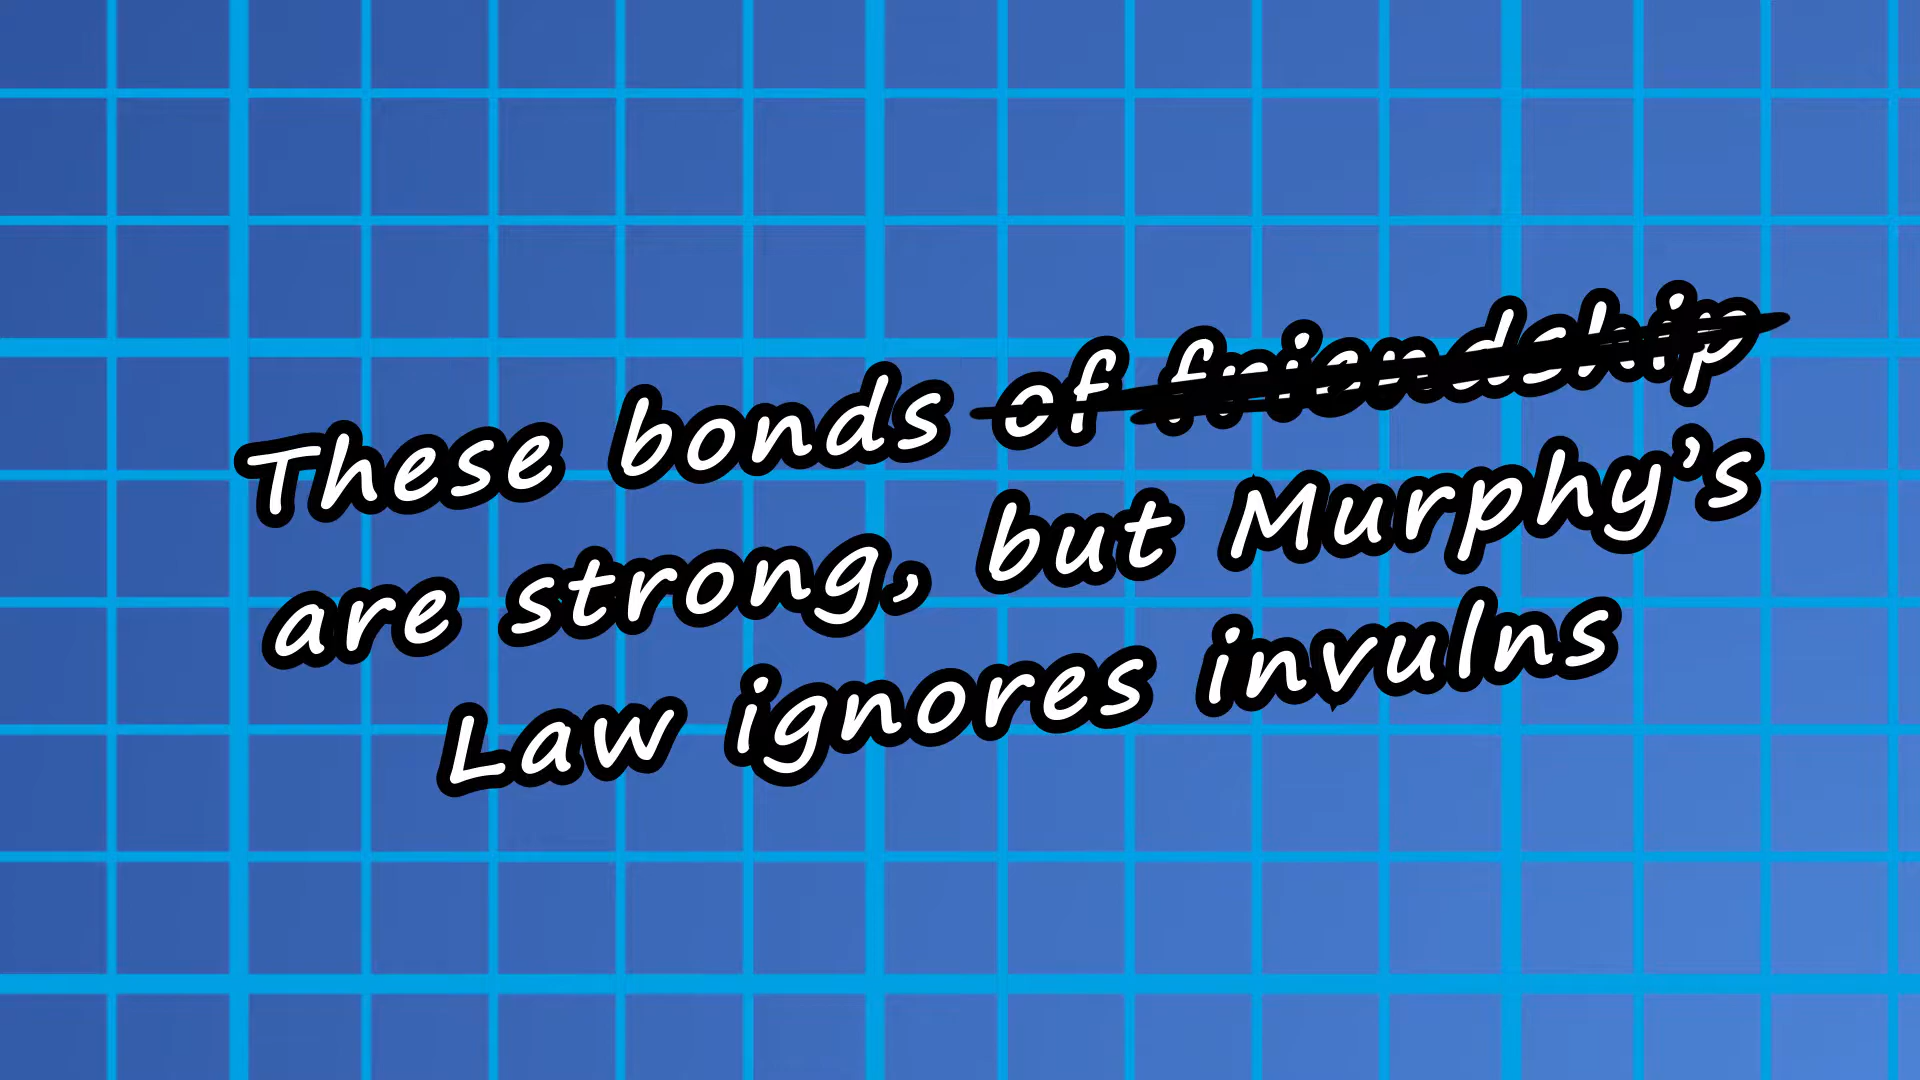 These bonds of friendship
are strong, but Murphy’s
Law ignores invulns